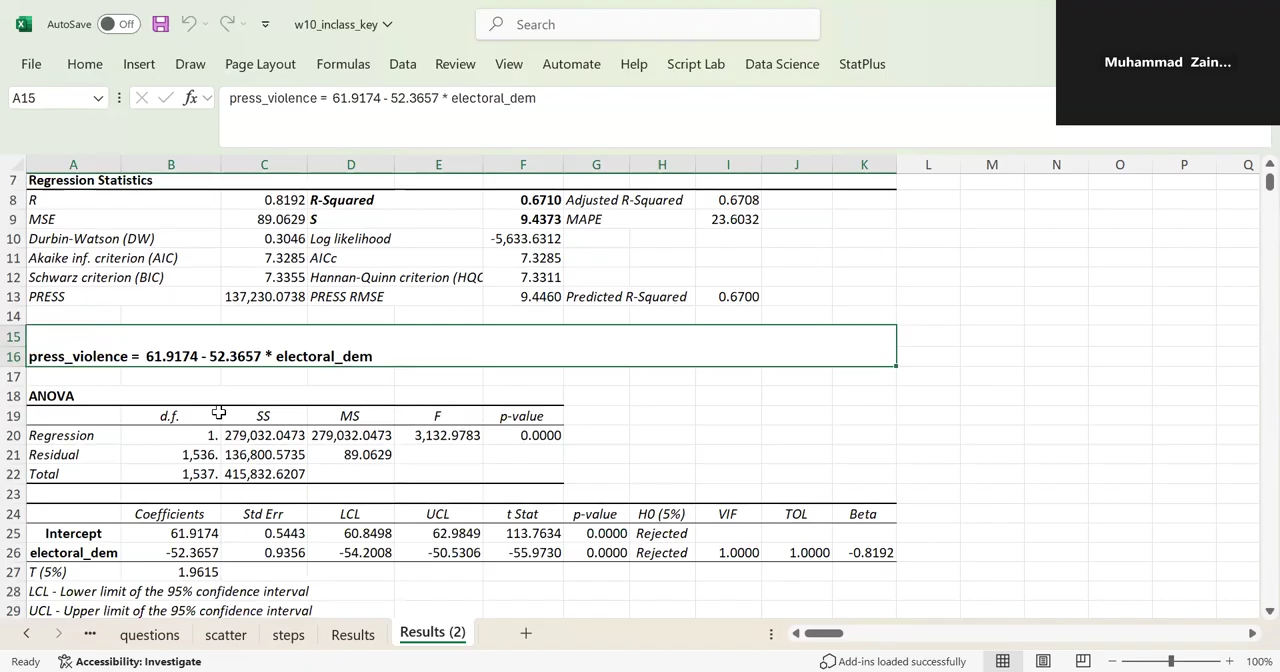 AutoSave Off w10_inclass_key Search Muhammad Zain...
File Home Insert Draw Page Layout Formulas Data Review View Automate Help Script Lab Data Science StatPlus
A15 fx press_violence = 61.9174 - 52.3657 * electoral_dem
A B C D E F G H I J K L M N O P Q
7 Regression Statistics
8 R 0.8192 R-Squared 0.6710 Adjusted R-Squared 0.6708
9 MSE 89.0629 S 9.4373 MAPE 23.6032
10 Durbin-Watson (DW) 0.3046 Log likelihood -5,633.6312
11 Akaike inf. criterion (AIC) 7.3285 AICc 7.3285
12 Schwarz criterion (BIC) 7.3355 Hannan-Quinn criterion (HQC 7.3311
13 PRESS 137,230.0738 PRESS RMSE 9.4460 Predicted R-Squared 0.6700
14
15
16 press_violence = 61.9174 - 52.3657 * electoral_dem
17
18 ANOVA
19 d.f. SS MS F p-value
20 Regression 1. 279,032.0473 279,032.0473 3,132.9783 0.0000
21 Residual 1,536. 136,800.5735 89.0629
22 Total 1,537. 415,832.6207
23
24 Coefficients Std Err LCL UCL t Stat p-value H0 (5%) VIF TOL Beta
25 Intercept 61.9174 0.5443 60.8498 62.9849 113.7634 0.0000 Rejected
26 electoral_dem -52.3657 0.9356 -54.2008 -50.5306 -55.9730 0.0000 Rejected 1.0000 1.0000 -0.8192
27 T (5%) 1.9615
28 LCL - Lower limit of the 95% confidence interval
29 UCL - Upper limit of the 95% confidence interval
questions scatter steps Results Results (2)
Ready Accessibility: Investigate Add-ins loaded successfully 100%